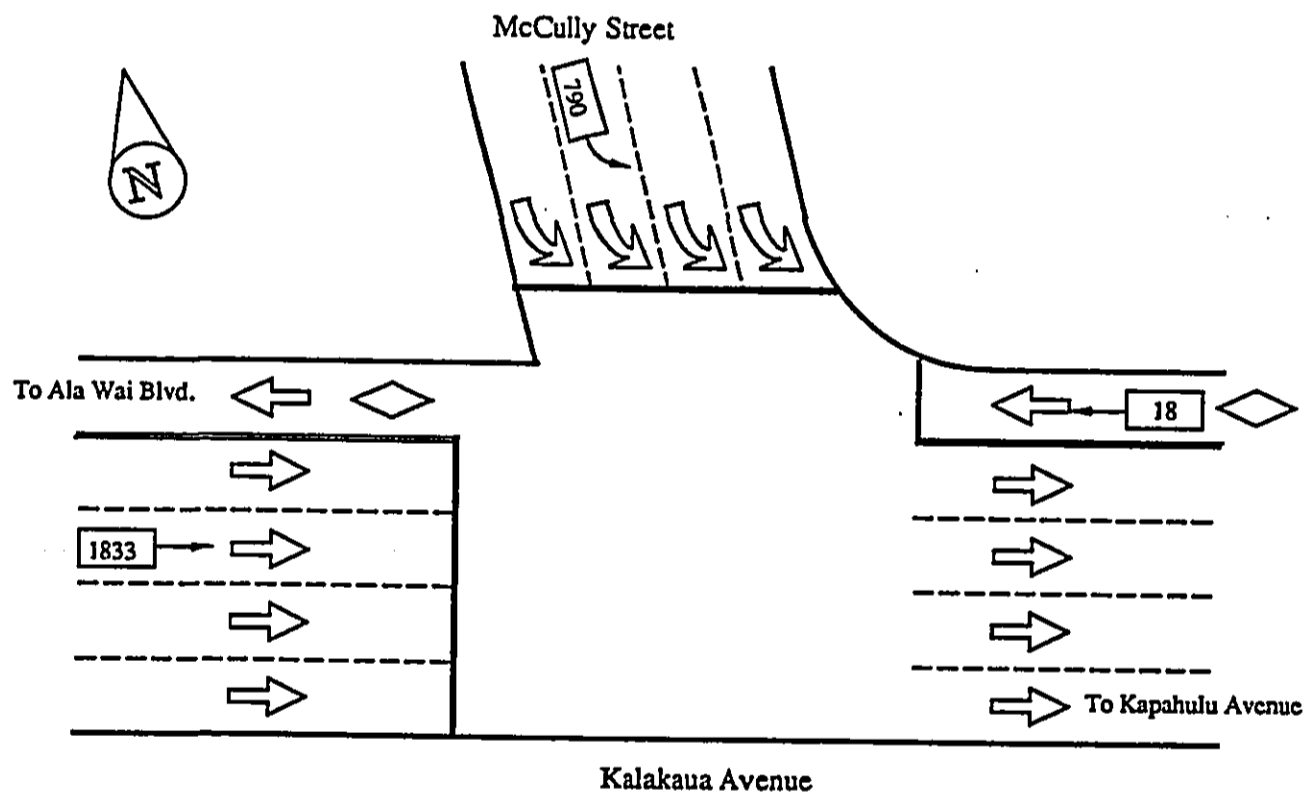 McCully Street
790
N
To Ala Wai Blvd.
18
1833
To Kapahulu Avenue
Kalakaua Avenue